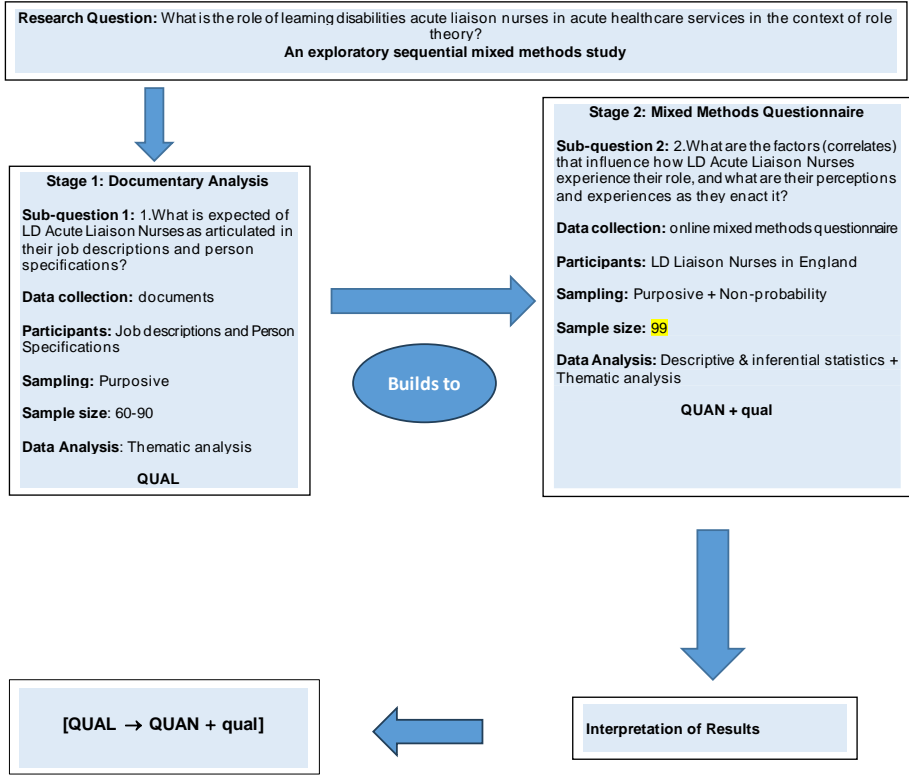 Research Question: What is the role of learning disabilities acute liaison nurses in acute healthcare services in the context of role
theory?
An exploratory sequential mixed methods study
Stage 1: Documentary Analysis
Sub-question 1: 1.What is expected of
LD Acute Liaison Nurses as articulated in
their job descriptions and person
specifications?
Data collection: documents
Participants: Job descriptions and Person
Specifications
Sampling: Purposive
Sample size: 60-90
Data Analysis: Thematic analysis
QUAL
Builds to
Stage 2: Mixed Methods Questionnaire
Sub-question 2: 2.What are the factors (correlates)
that influence how LD Acute Liaison Nurses
experience their role, and what are their perceptions
and experiences as they enact it?
Data collection: online mixed methods questionnaire
Participants: LD Liaison Nurses in England
Sampling: Purposive + Non-probability
Sample size: 99
Data Analysis: Descriptive & inferential statistics +
Thematic analysis
QUAN + qual
Interpretation of Results
[QUAL → QUAN + qual]